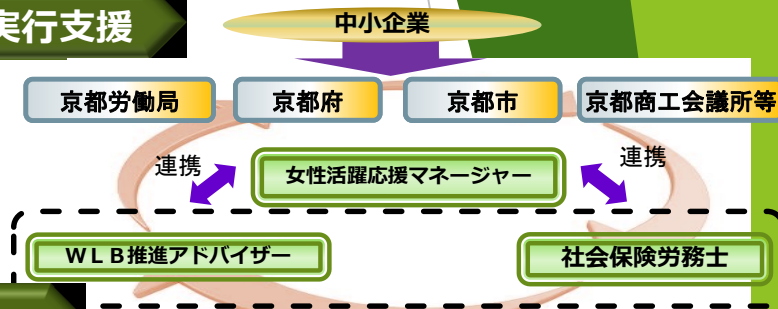 実行支援
中小企業
京都労働局
京都府
京都市
京都商工会議所等
連携
連携
女性活躍応援マネージャー
ＷＬＢ推進アドバイザー
社会保険労務士